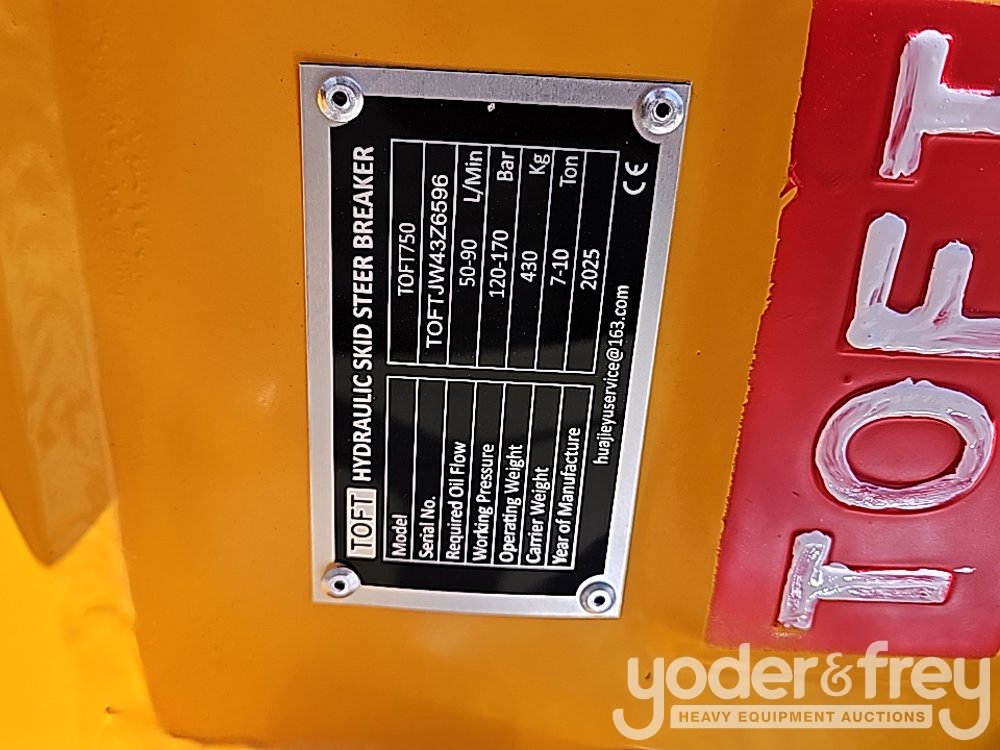 TOFT HYDRAULIC SKID STEER BREAKER
Model TOFT750
Serial No. TOFTJW43Z6596
Required Oil Flow 50-90 L/Min
Working Pressure 120-170 Bar
Operating Weight 430 Kg
Carrier Weight 7-10 Ton
Year of Manufacture 2025
huajieyuservice@163.com CE
TOFT
yoder&frey
HEAVY EQUIPMENT AUCTIONS